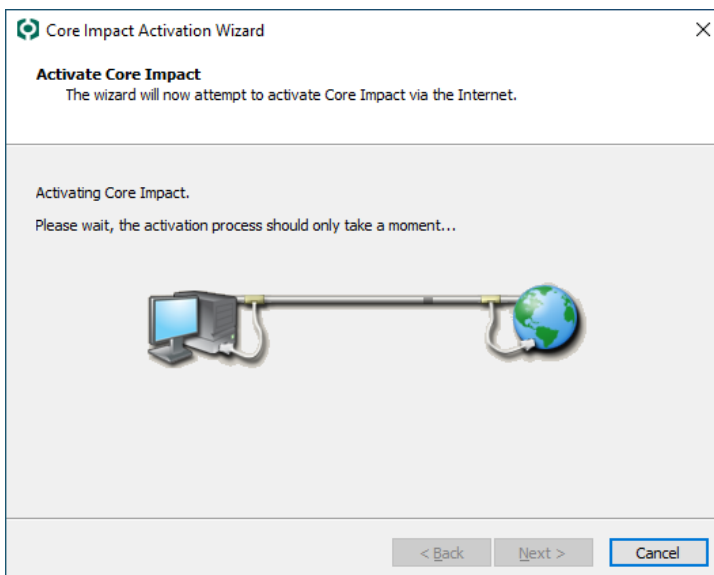 Core Impact Activation Wizard
Activate Core Impact
The wizard will now attempt to activate Core Impact via the Internet.
Activating Core Impact.
Please wait, the activation process should only take a moment...
< Back Next > Cancel